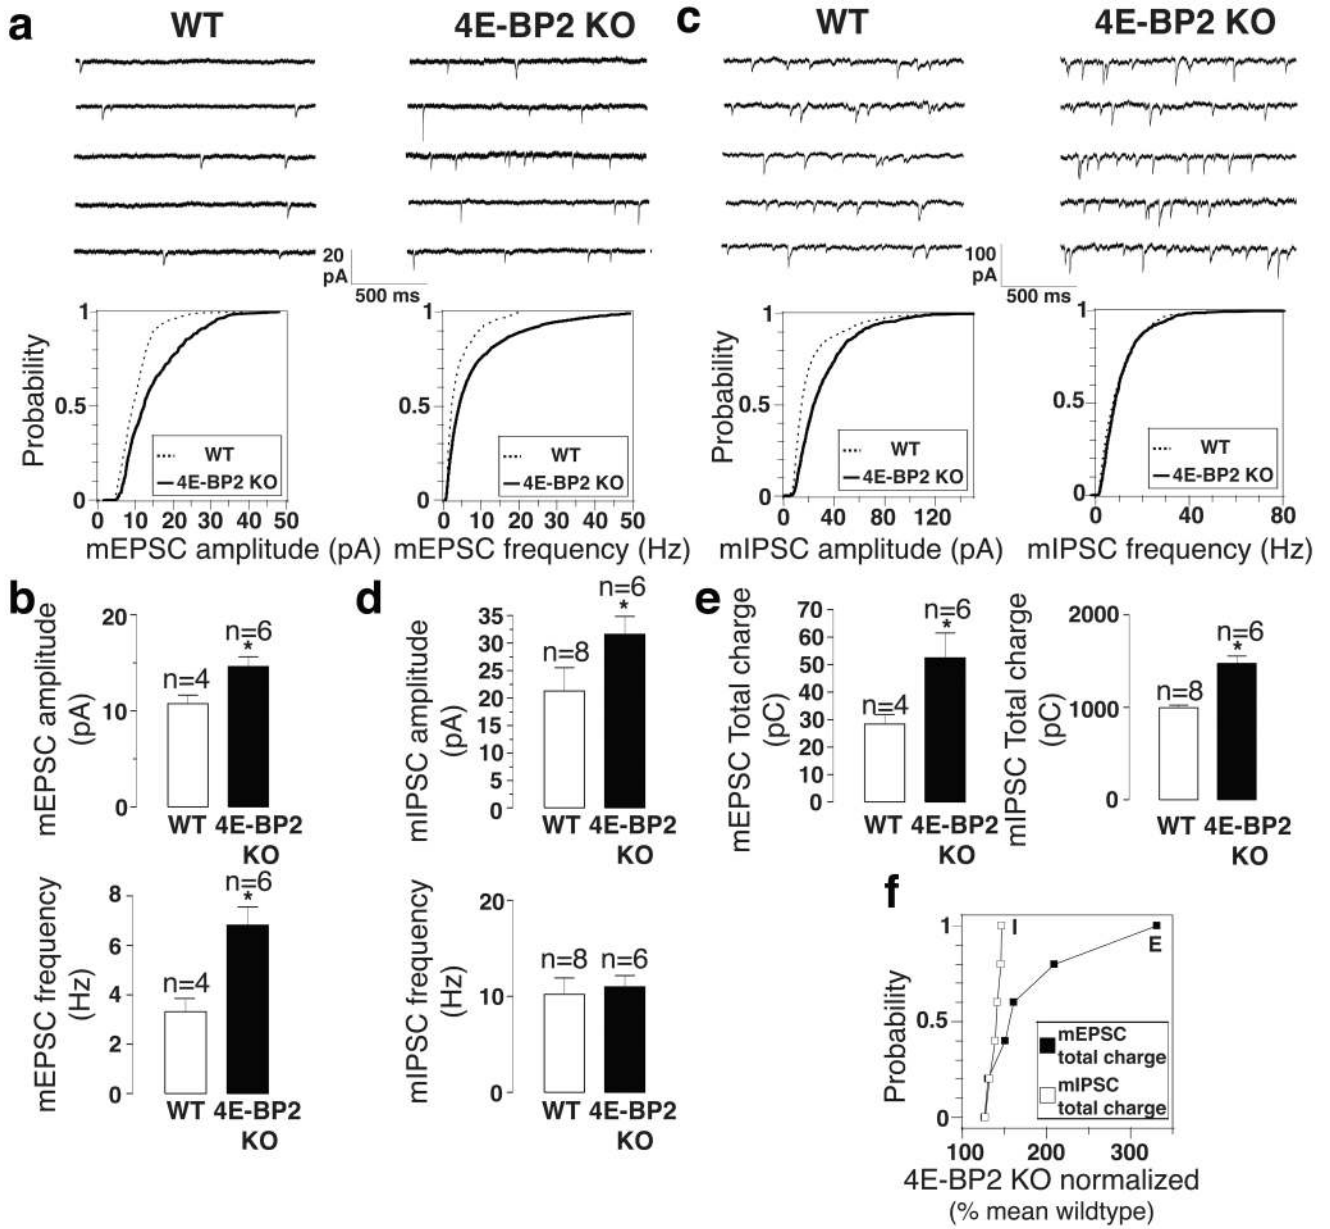 a WT 4E-BP2 KO
20
pA
500 ms
Probability
1
0.5
0
WT
4E-BP2 KO
0 10 20 30 40 50
mEPSC amplitude (pA)
1
0.5
0
WT
4E-BP2 KO
0 10 20 30 40 50
mEPSC frequency (Hz)
c WT 4E-BP2 KO
100
pA
500 ms
Probability
1
0.5
0
WT
4E-BP2 KO
0 40 80 120
mIPSC amplitude (pA)
1
0.5
0
WT
4E-BP2 KO
0 40 80
mIPSC frequency (Hz)
b
mEPSC amplitude
(pA)
20
10
0
n=4
n=6
*
WT 4E-BP2
KO
mEPSC frequency
(Hz)
8
6
4
2
0
n=4
n=6
*
WT 4E-BP2
KO
d
mIPSC amplitude
(pA)
35
30
25
20
15
10
5
0
n=8
n=6
*
WT 4E-BP2
KO
mIPSC frequency
(Hz)
20
10
0
n=8 n=6
WT 4E-BP2
KO
e
mEPSC Total charge
(pC)
70
60
50
40
30
20
10
0
n=4
n=6
*
WT 4E-BP2
KO
mIPSC Total charge
(pC)
2000
1000
0
n=8
n=6
*
WT 4E-BP2
KO
f
Probability
1
0.5
0
I
E
mEPSC
total charge
mIPSC
total charge
100 200 300
4E-BP2 KO normalized
(% mean wildtype)